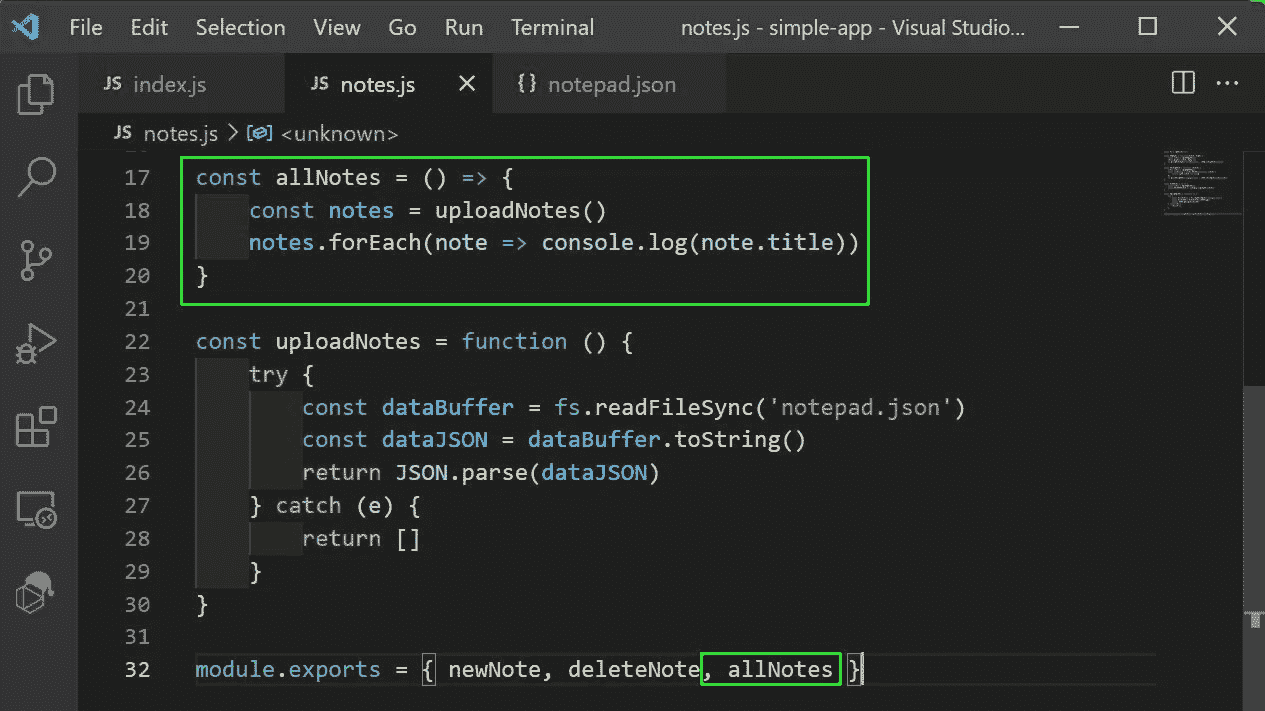 File Edit Selection View Go Run Terminal notes.js - simple-app - Visual Studio...
JS index.js JS notes.js {} notepad.json
JS notes.js > <unknown>
17 const allNotes = () => {
18 const notes = uploadNotes()
19 notes.forEach(note => console.log(note.title))
20 }
21
22 const uploadNotes = function () {
23 try {
24 const dataBuffer = fs.readFileSync('notepad.json')
25 const dataJSON = dataBuffer.toString()
26 return JSON.parse(dataJSON)
27 } catch (e) {
28 return []
29 }
30 }
31
32 module.exports = { newNote, deleteNote, allNotes }